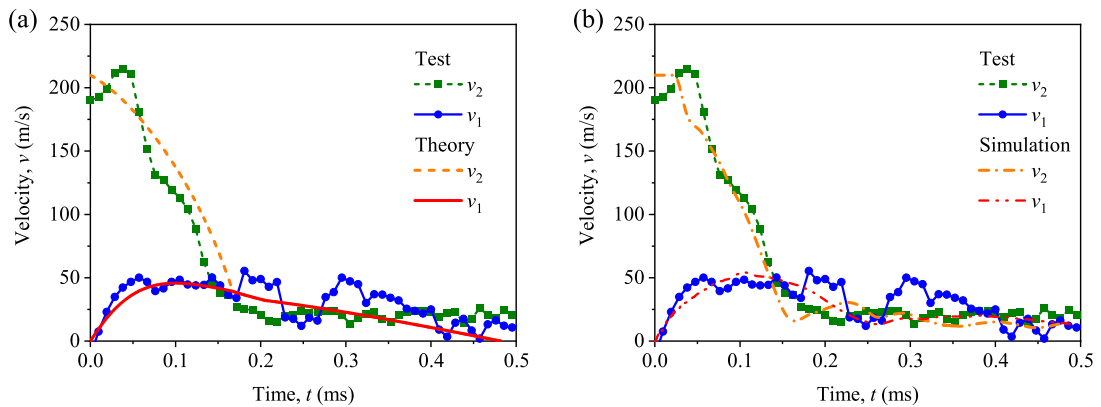 (a)
250
200
150
100
50
0
Velocity, v (m/s)
0.0 0.1 0.2 0.3 0.4 0.5
Time, t (ms)
Test
v2
v1
Theory
v2
v1
(b)
250
200
150
100
50
0
Velocity, v (m/s)
0.0 0.1 0.2 0.3 0.4 0.5
Time, t (ms)
Test
v2
v1
Simulation
v2
v1